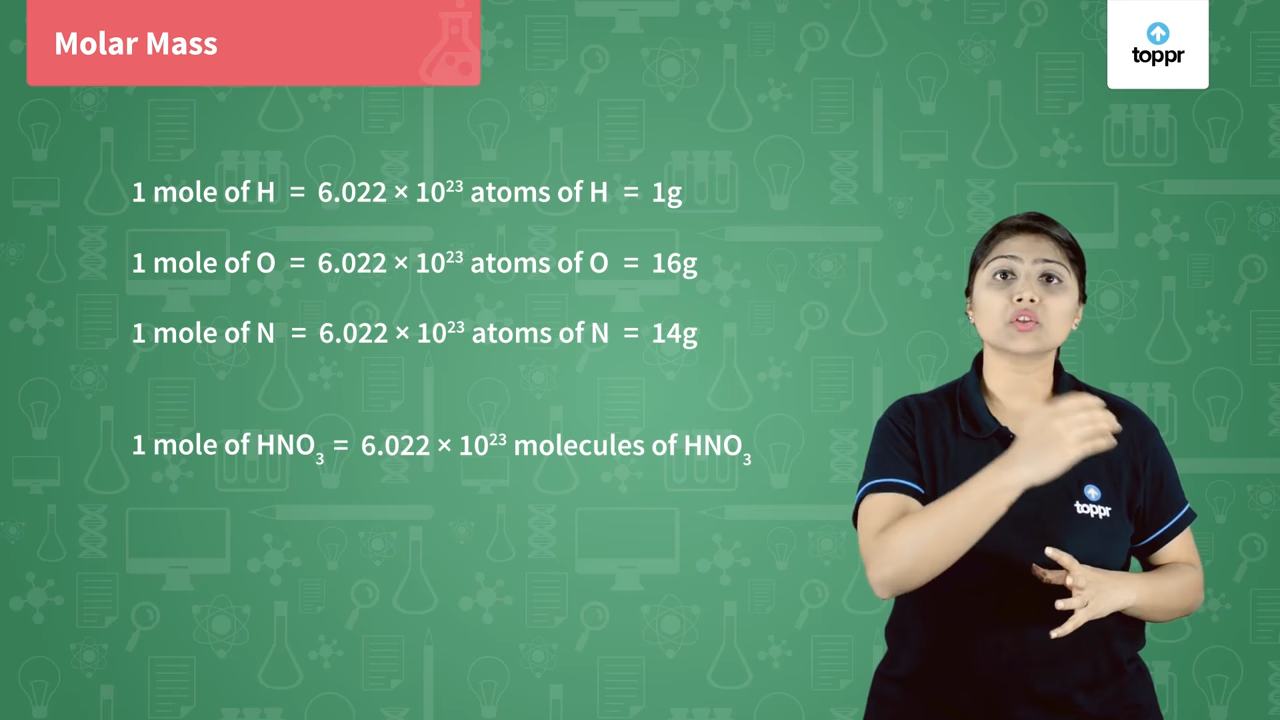 Molar Mass
toppr
1 mole of H = 6.022 × 10²³ atoms of H = 1g
1 mole of O = 6.022 × 10²³ atoms of O = 16g
1 mole of N = 6.022 × 10²³ atoms of N = 14g
1 mole of HNO₃ = 6.022 × 10²³ molecules of HNO₃
toppr